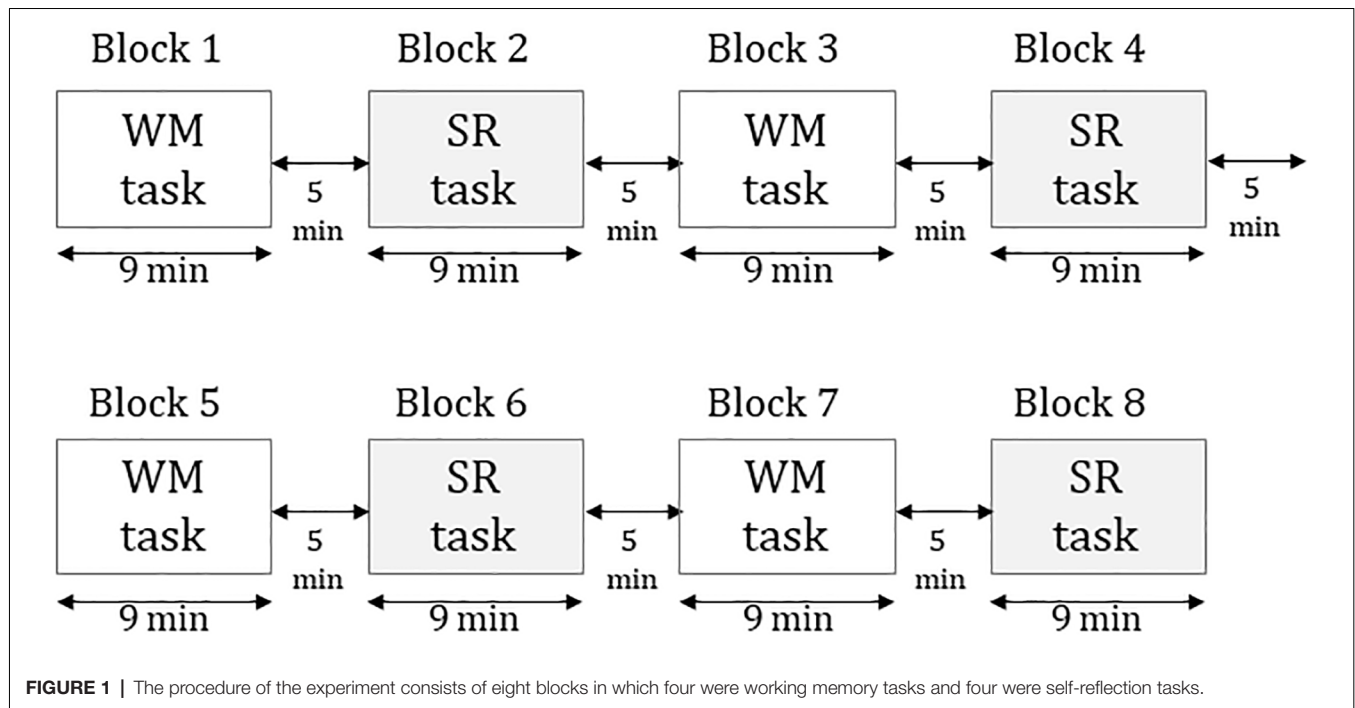 Block 1 Block 2 Block 3 Block 4
WM SR WM SR
task task task task
5 5 5 5
min min min min
9 min 9 min 9 min 9 min
Block 5 Block 6 Block 7 Block 8
WM SR WM SR
task task task task
5 5 5
min min min
9 min 9 min 9 min 9 min
FIGURE 1 | The procedure of the experiment consists of eight blocks in which four were working memory tasks and four were self-reflection tasks.